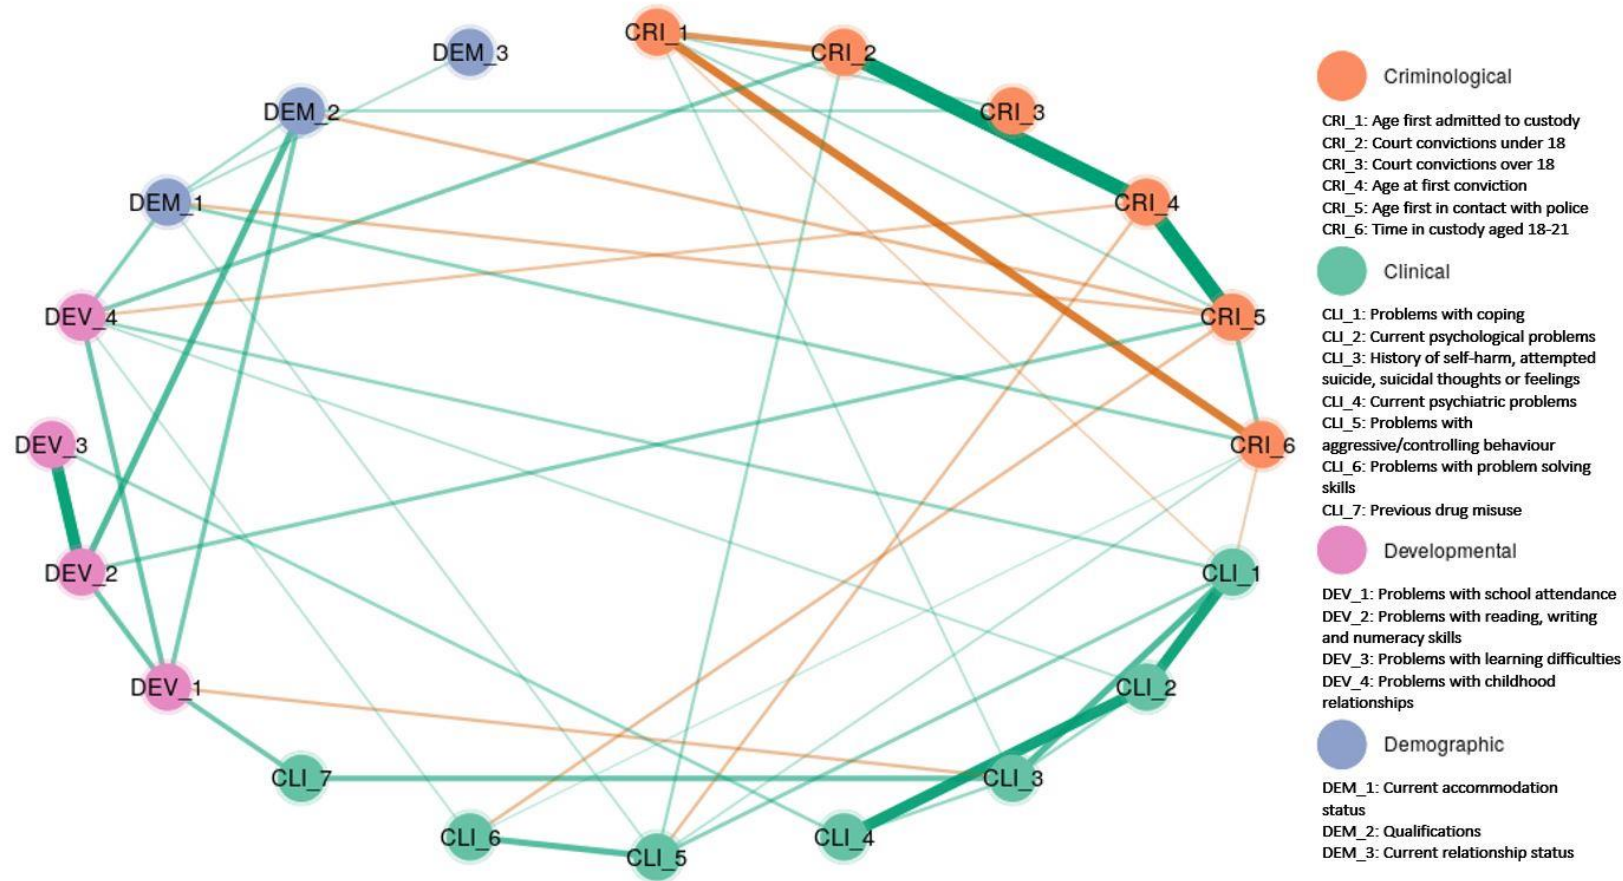 CRI_1
CRI_2
DEM_3
DEM_2
CRI_3
DEM_1
CRI_4
DEV_4
CRI_5
DEV_3
CRI_6
DEV_2
CLI_1
DEV_1
CLI_2
CLI_7
CLI_3
CLI_6
CLI_4
CLI_5
Criminological
CRI_1: Age first admitted to custody
CRI_2: Court convictions under 18
CRI_3: Court convictions over 18
CRI_4: Age at first conviction
CRI_5: Age first in contact with police
CRI_6: Time in custody aged 18-21
Clinical
CLI_1: Problems with coping
CLI_2: Current psychological problems
CLI_3: History of self-harm, attempted
suicide, suicidal thoughts or feelings
CLI_4: Current psychiatric problems
CLI_5: Problems with
aggressive/controlling behaviour
CLI_6: Problems with problem solving
skills
CLI_7: Previous drug misuse
Developmental
DEV_1: Problems with school attendance
DEV_2: Problems with reading, writing
and numeracy skills
DEV_3: Problems with learning difficulties
DEV_4: Problems with childhood
relationships
Demographic
DEM_1: Current accommodation
status
DEM_2: Qualifications
DEM_3: Current relationship status